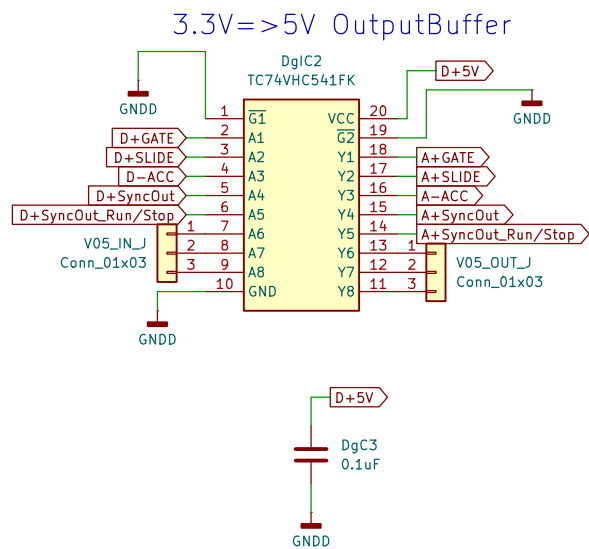 3.3V=>5V OutputBuffer
DgIC2
TC74VHC541FK
D+5V
GNDD
GNDD
1 G1 VCC 20
D+GATE 2 A1 G2 19
D+SLIDE 3 A2 Y1 18 A+GATE
D-ACC 4 A3 Y2 17 A+SLIDE
D+SyncOut 5 A4 Y3 16 A-ACC
D+SyncOut_Run/Stop 6 A5 Y4 15 A+SyncOut
1 7 A6 Y5 14 A+SyncOut_Run/Stop
V05_IN_J
Conn_01x03
2 8 A7 Y6 13 1
3 9 A8 Y7 12 2
10 GND Y8 11 3
V05_OUT_J
Conn_01x03
GNDD
D+5V
DgC3
0.1uF
GNDD